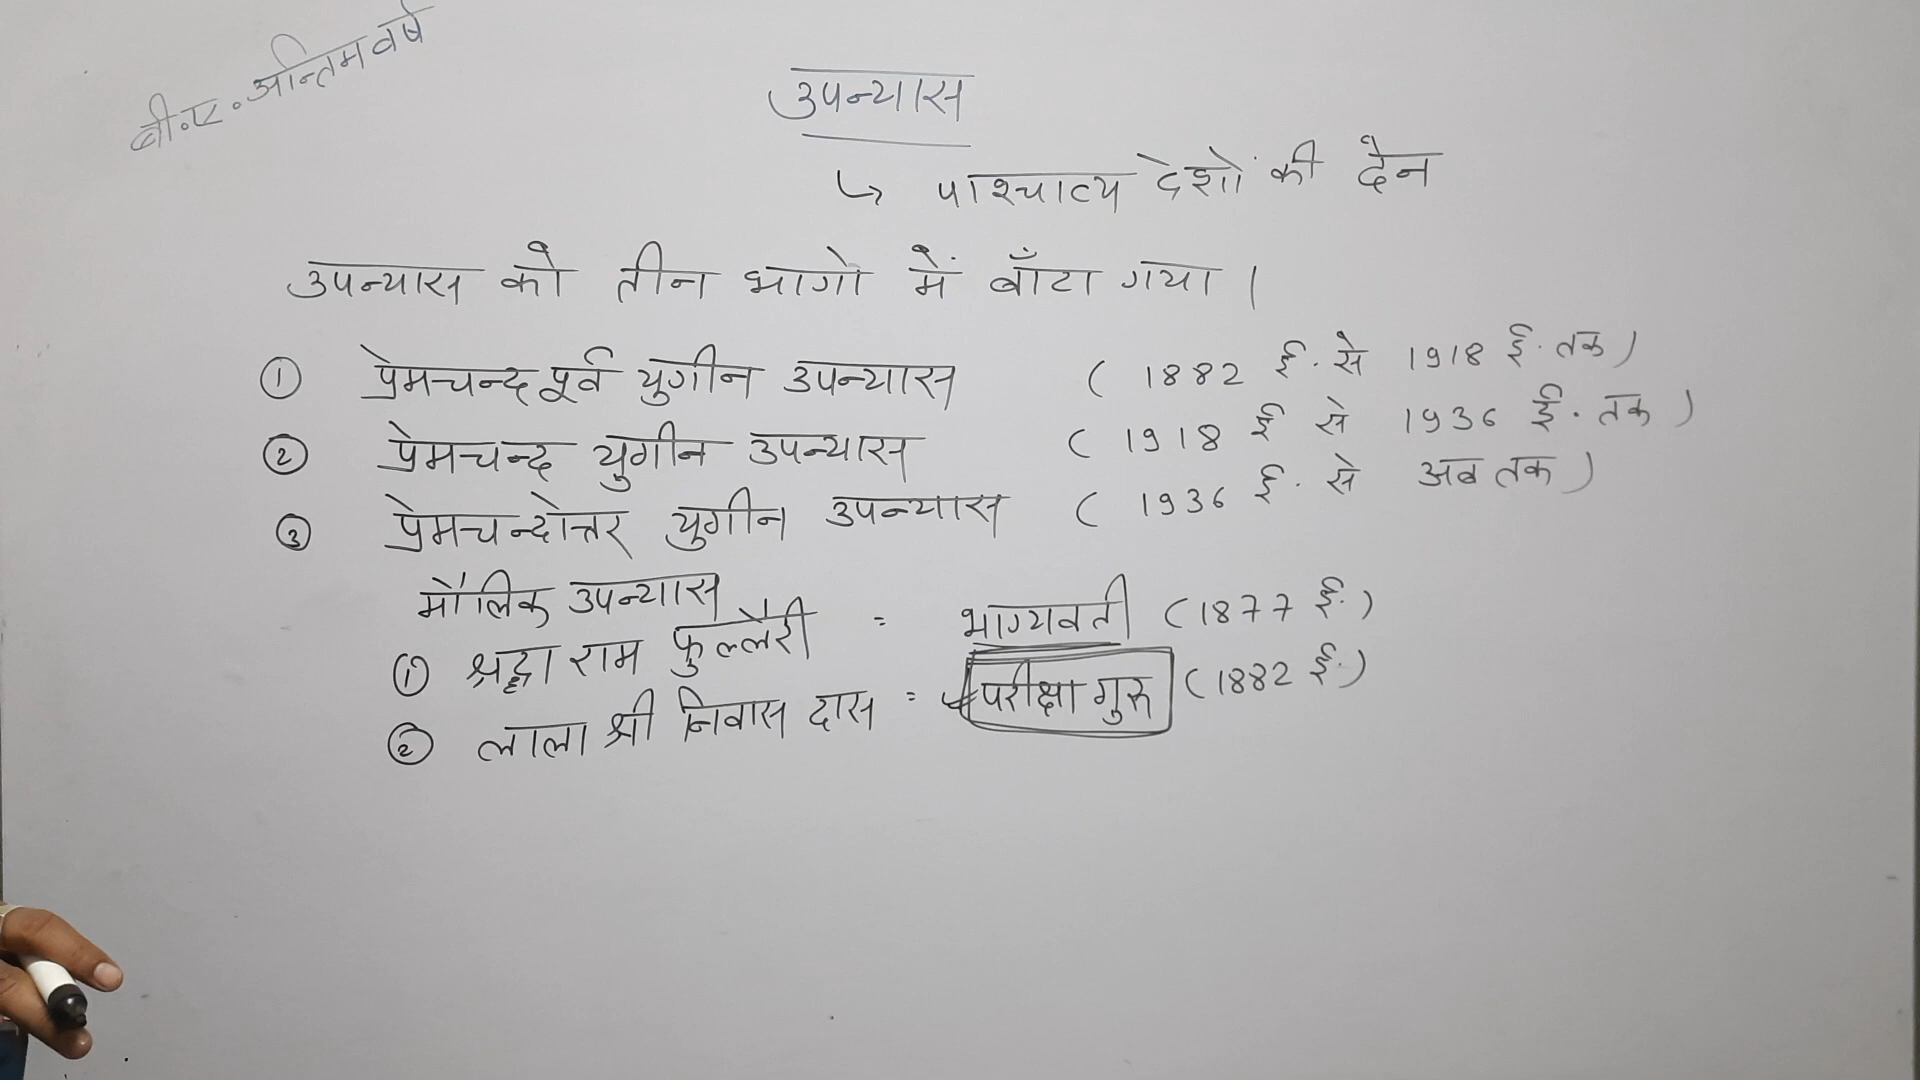 बी.ए. अन्तिम वर्ष
उपन्यास
↳ पाश्चात्य देशों की देन
उपन्यास को तीन भागो में बाँटा गया |
① प्रेमचन्द पूर्व युगीन उपन्यास ( 1882 ई. से 1918 ई. तक )
② प्रेमचन्द युगीन उपन्यास ( 1918 ई से 1936 ई. तक )
③ प्रेमचन्दोत्तर युगीन उपन्यास ( 1936 ई. से अब तक )
मौलिक उपन्यास
① श्रद्धा राम फुल्लौरी = भाग्यवती (1877 ई.)
② लाला श्री निवास दास = परीक्षा गुरु (1882 ई.)